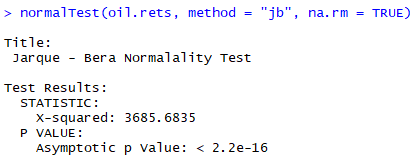 > normalTest(oil.rets, method = "jb", na.rm = TRUE)
Title:
Jarque - Bera Normalality Test
Test Results:
STATISTIC:
X-squared: 3685.6835
P VALUE:
Asymptotic p Value: < 2.2e-16